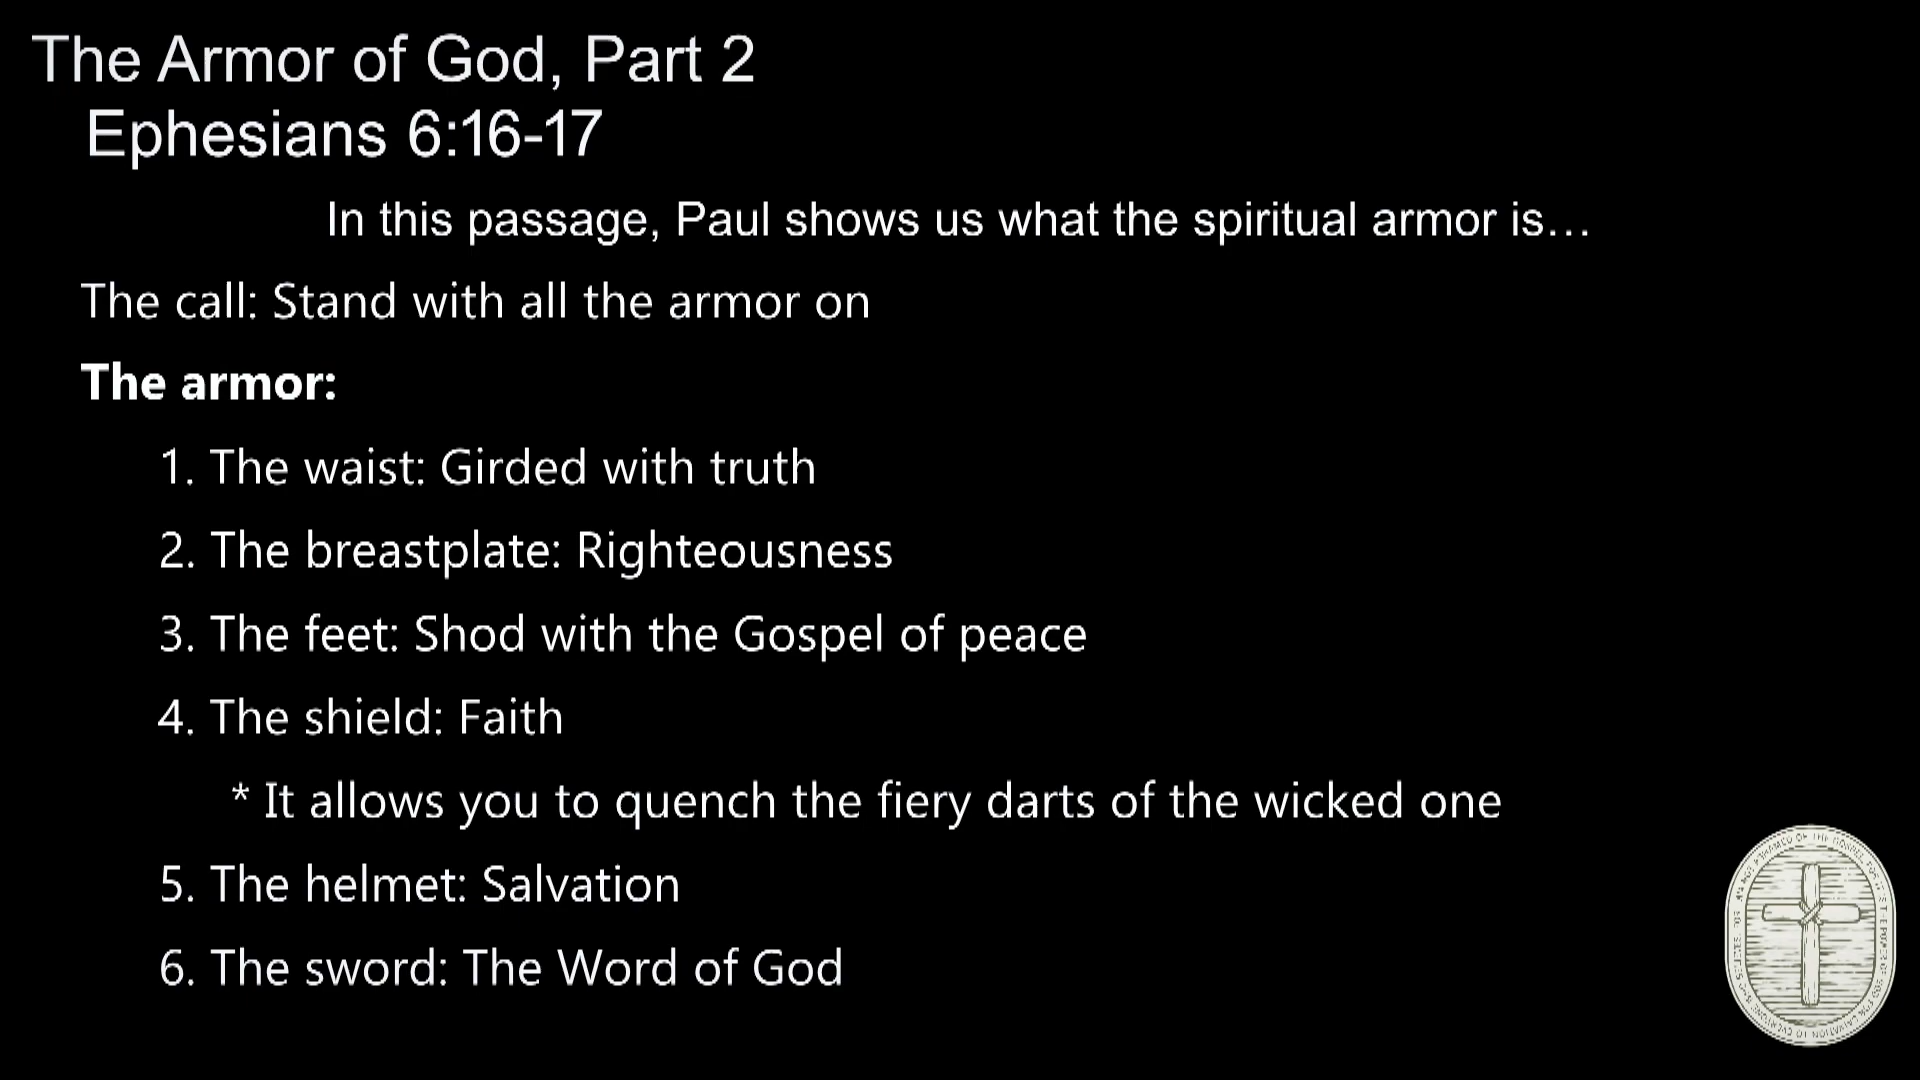 The Armor of God, Part 2
Ephesians 6:16-17
In this passage, Paul shows us what the spiritual armor is…
The call: Stand with all the armor on
The armor:
1. The waist: Girded with truth
2. The breastplate: Righteousness
3. The feet: Shod with the Gospel of peace
4. The shield: Faith
* It allows you to quench the fiery darts of the wicked one
5. The helmet: Salvation
6. The sword: The Word of God